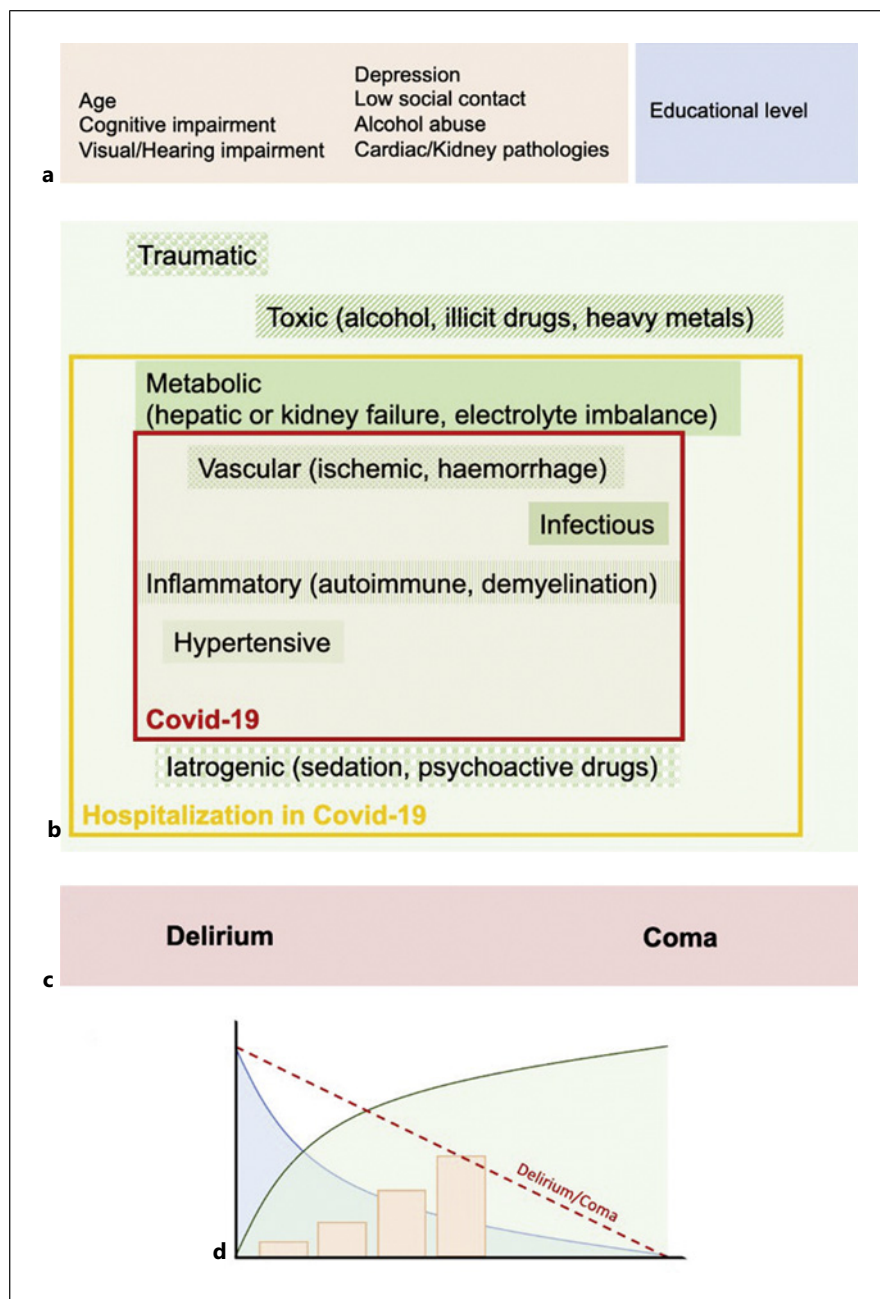 Age
Cognitive impairment
Visual/Hearing impairment
Depression
Low social contact
Alcohol abuse
Cardiac/Kidney pathologies
Educational level
a
Traumatic
Toxic (alcohol, illicit drugs, heavy metals)
Metabolic
(hepatic or kidney failure, electrolyte imbalance)
Vascular (ischemic, haemorrhage)
Infectious
Inflammatory (autoimmune, demyelination)
Hypertensive
Covid-19
Iatrogenic (sedation, psychoactive drugs)
Hospitalization in Covid-19
b
Delirium
Coma
c
Delirium/Coma
d